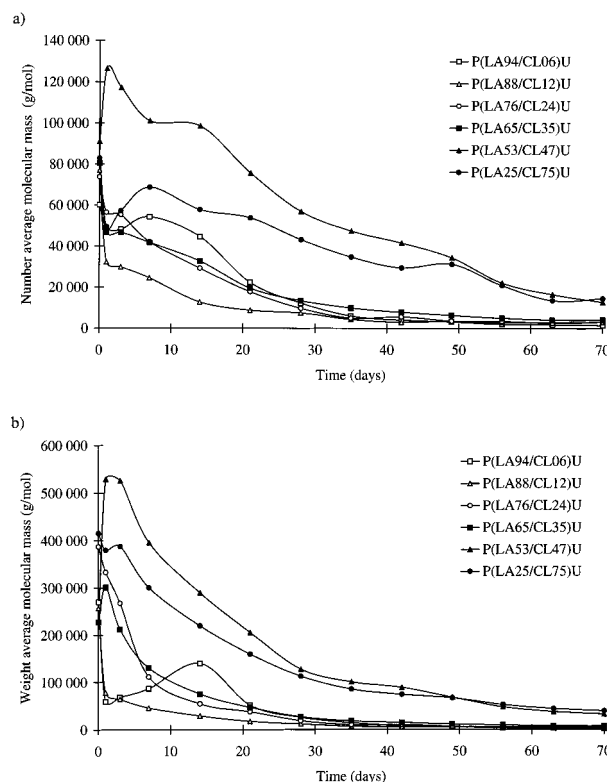 a)
Number average molecular mass (g/mol)
140 000
120 000
100 000
80 000
60 000
40 000
20 000
0
0 10 20 30 40 50 60 70
Time (days)
P(LA94/CL06)U
P(LA88/CL12)U
P(LA76/CL24)U
P(LA65/CL35)U
P(LA53/CL47)U
P(LA25/CL75)U
b)
Weight average molecular mass (g/mol)
600 000
500 000
400 000
300 000
200 000
100 000
0
0 10 20 30 40 50 60 70
Time (days)
P(LA94/CL06)U
P(LA88/CL12)U
P(LA76/CL24)U
P(LA65/CL35)U
P(LA53/CL47)U
P(LA25/CL75)U